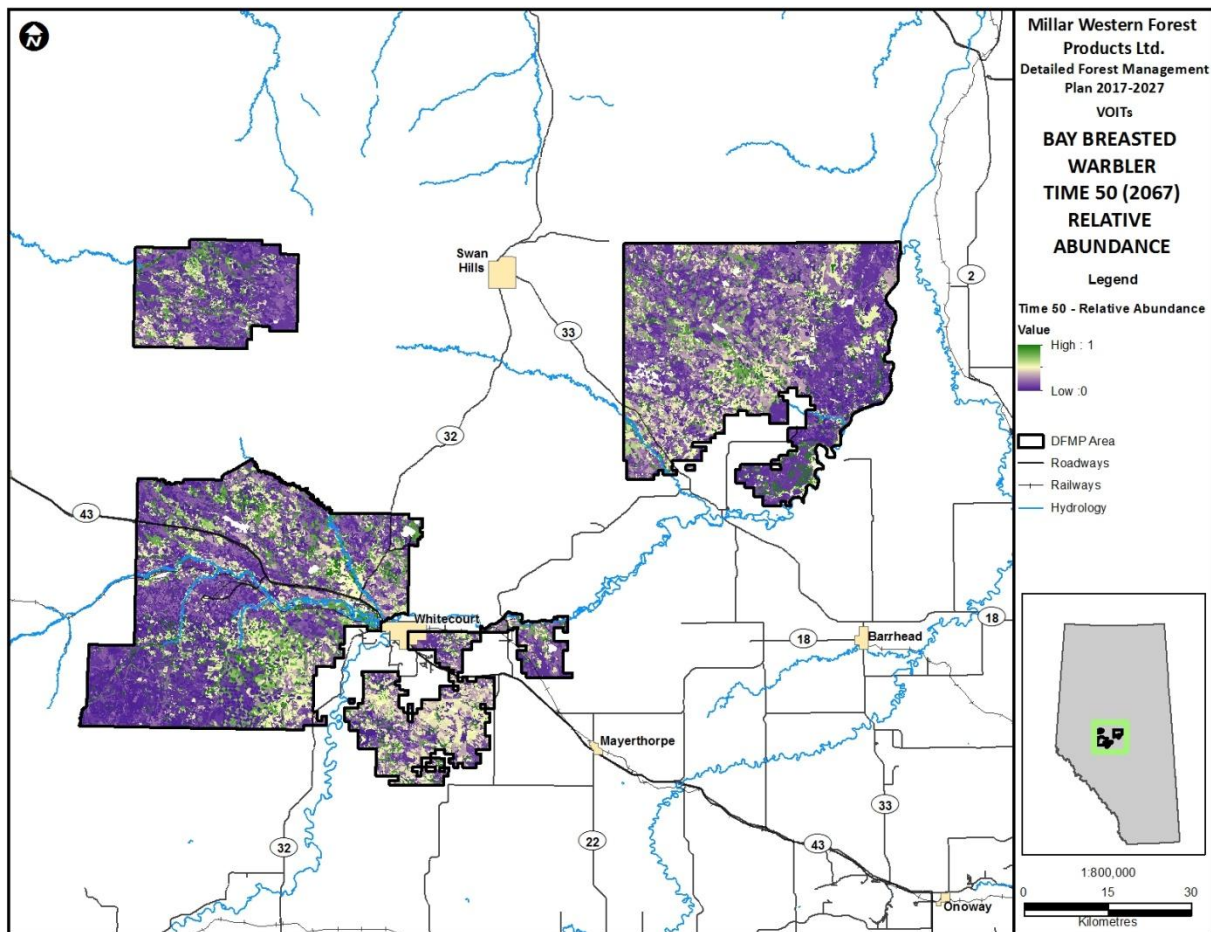 N
Swan
Hills
2
33
32
43
Whitecourt
18
Barrhead
18
Mayerthorpe
33
32
22
43
Onoway
Millar Western Forest
Products Ltd.
Detailed Forest Management
Plan 2017-2027
VOITs
BAY BREASTED
WARBLER
TIME 50 (2067)
RELATIVE
ABUNDANCE
Legend
Time 50 - Relative Abundance
Value
High : 1
Low :0
DFMP Area
Roadways
Railways
Hydrology
1:800,000
0 15 30
Kilometres